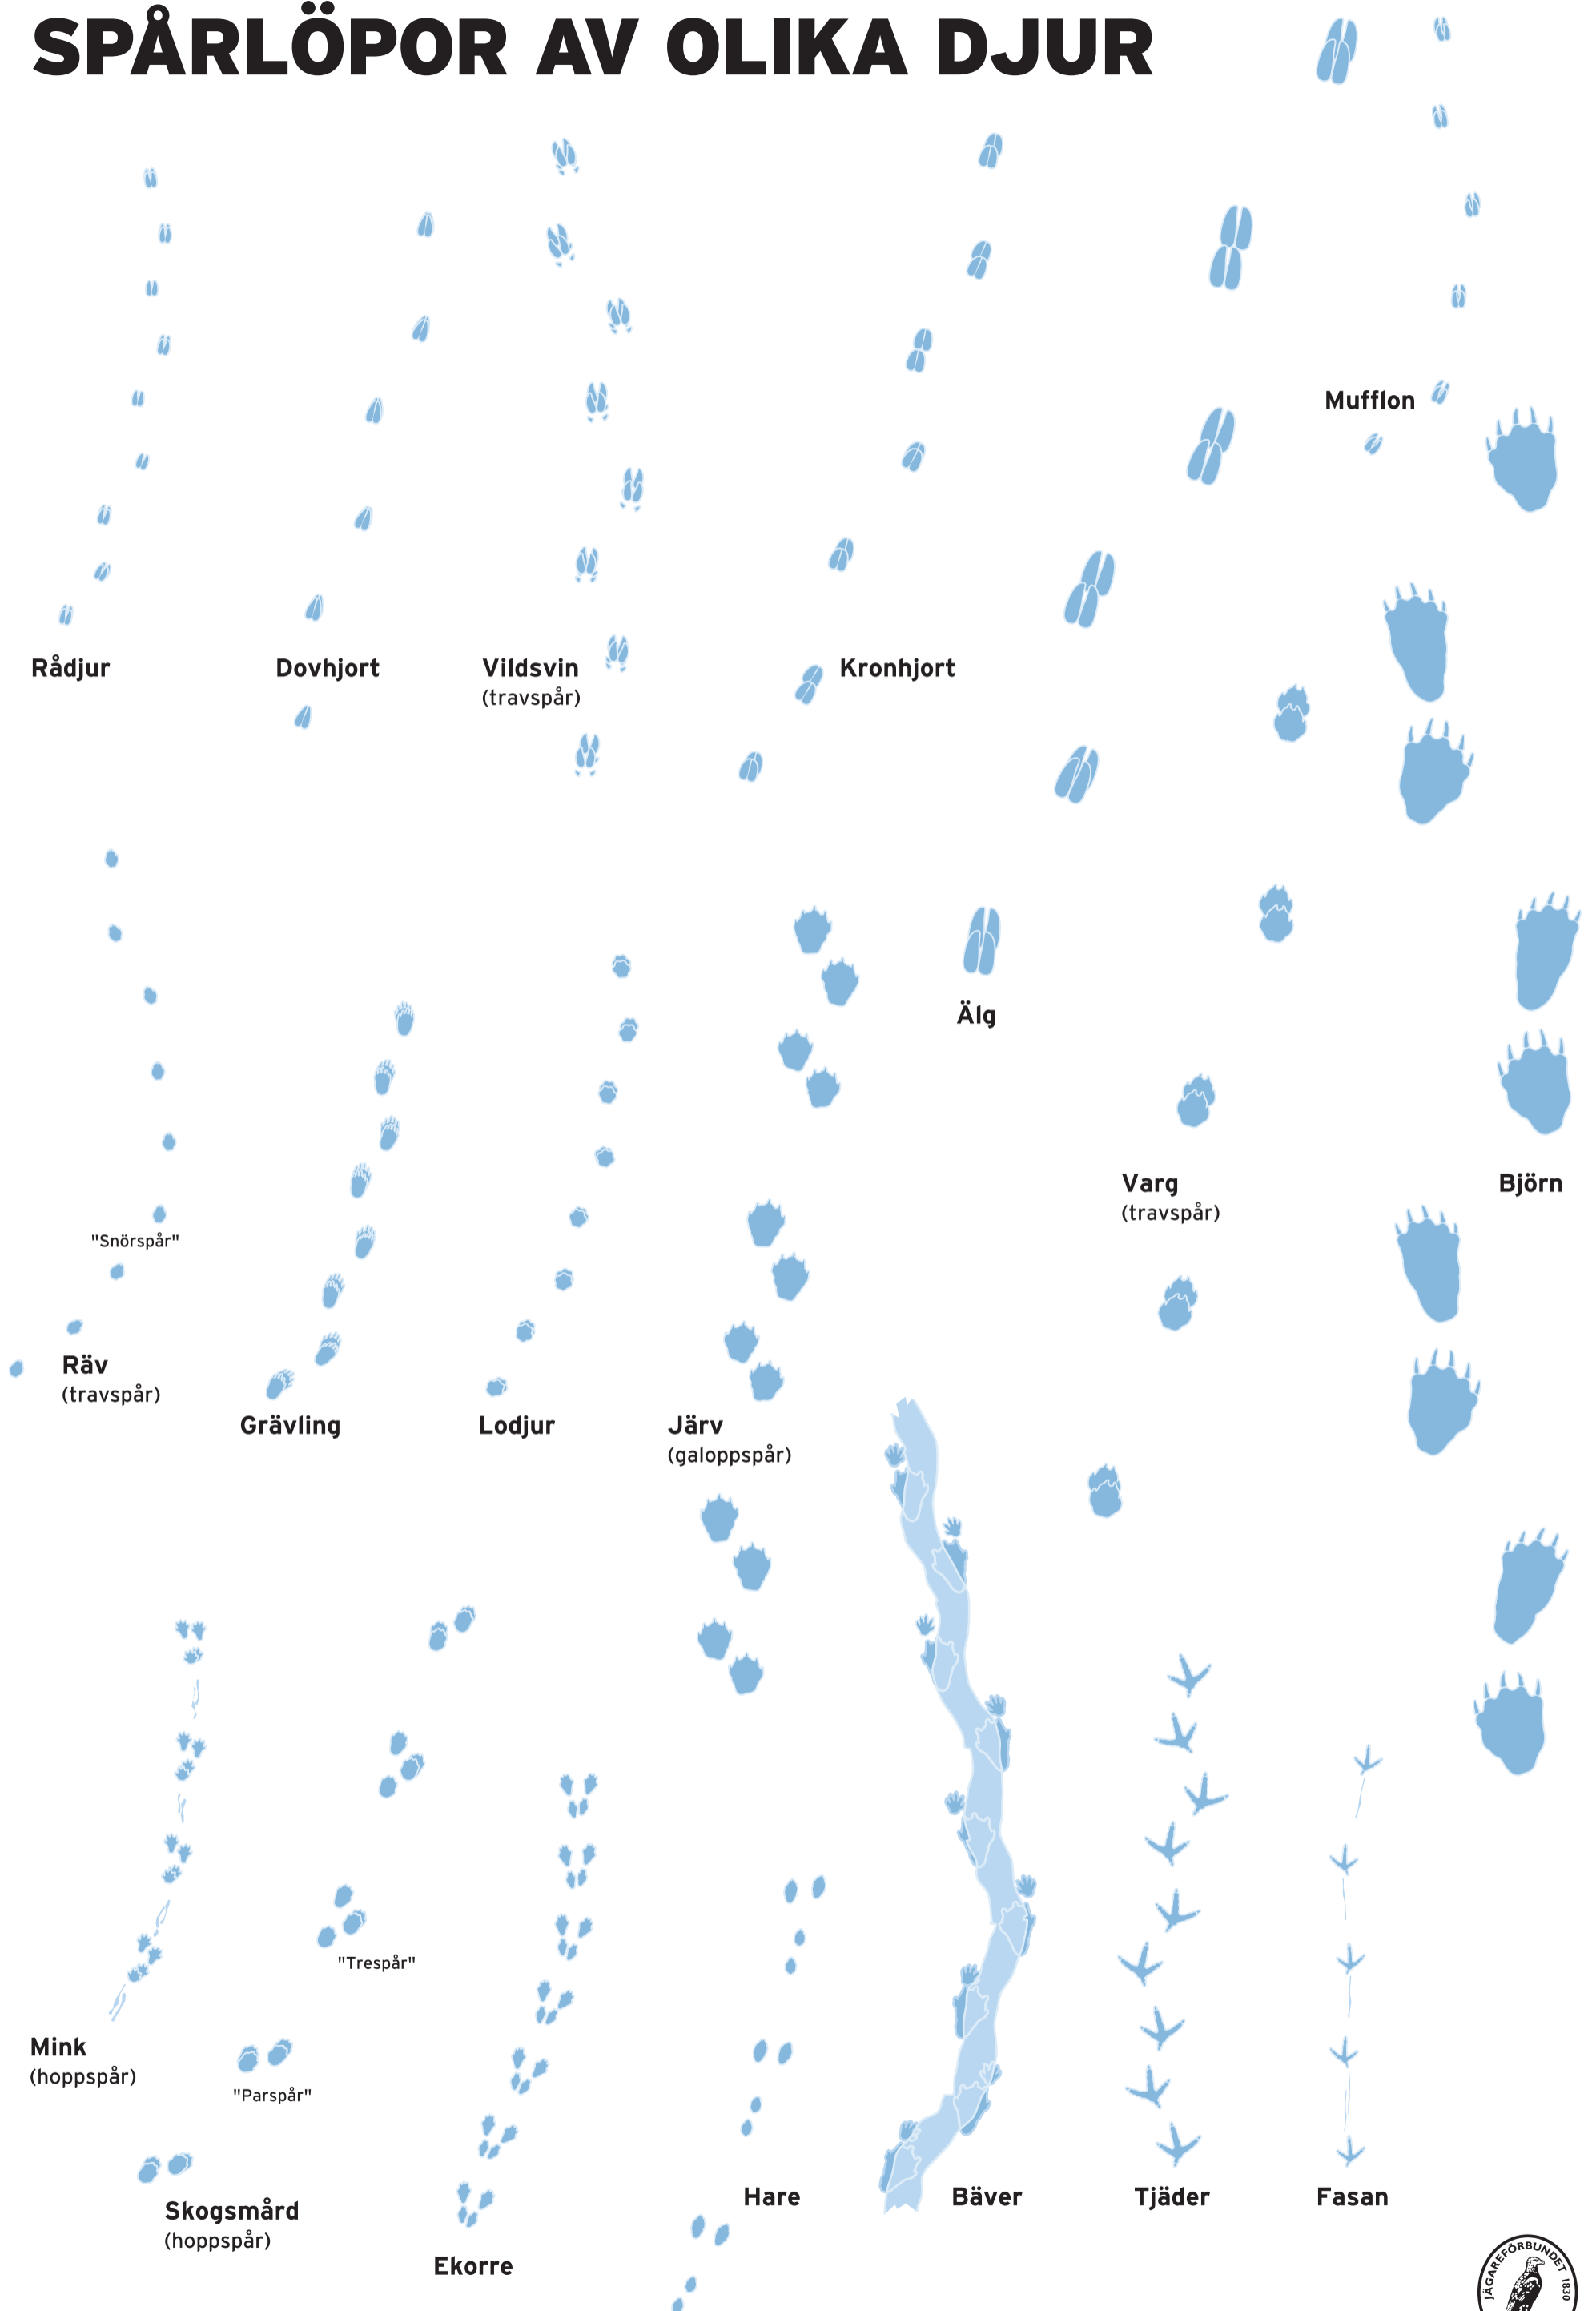 SPÅRLÖPOR AV OLIKA DJUR
Mufflon
Rådjur
Dovhjort
Vildsvin
(travspår)
Kronhjort
Älg
Varg
(travspår)
Björn
"Snörspår"
Räv
(travspår)
Grävling
Lodjur
Järv
(galoppspår)
"Trespår"
Mink
(hoppspår)
"Parspår"
Skogsmård
(hoppspår)
Ekorre
Hare
Bäver
Tjäder
Fasan
JÄGAREFÖRBUNDET 1830